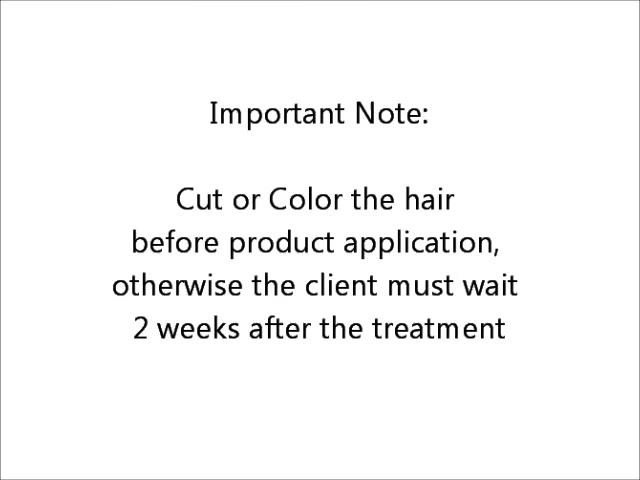 Important Note:
Cut or Color the hair
before product application,
otherwise the client must wait
2 weeks after the treatment